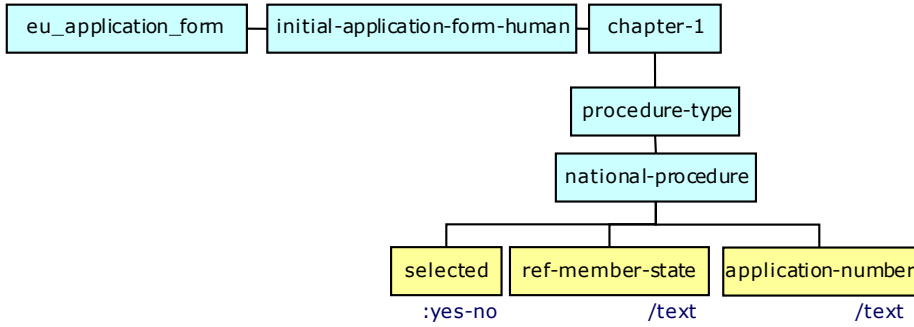 eu_application_form initial-application-form-human chapter-1
procedure-type
national-procedure
selected ref-member-state application-number
:yes-no /text /text